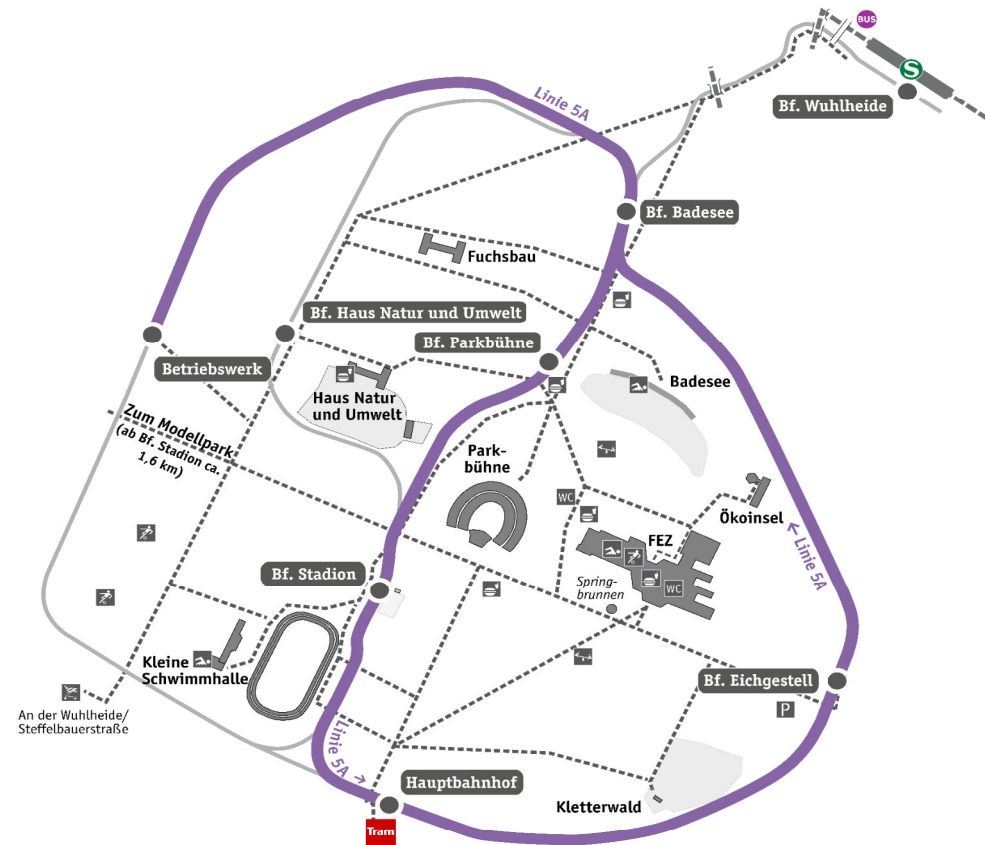 BUS
S
Bf. Wuhlheide
Linie 5A
Bf. Badesee
Fuchsbau
Bf. Haus Natur und Umwelt
Bf. Parkbühne
Betriebswerk
Badesee
Haus Natur
und Umwelt
Zum Modellpark
(ab Bf. Stadion ca.
1,6 km)
Park-
bühne
WC
Ökoinsel
FEZ
← Linie 5A
Bf. Stadion
Spring-
brunnen
WC
Kleine
Schwimmhalle
Bf. Eichgestell
P
An der Wuhlheide/
Steffelbauerstraße
Linie 5A →
Hauptbahnhof
Kletterwald
Tram